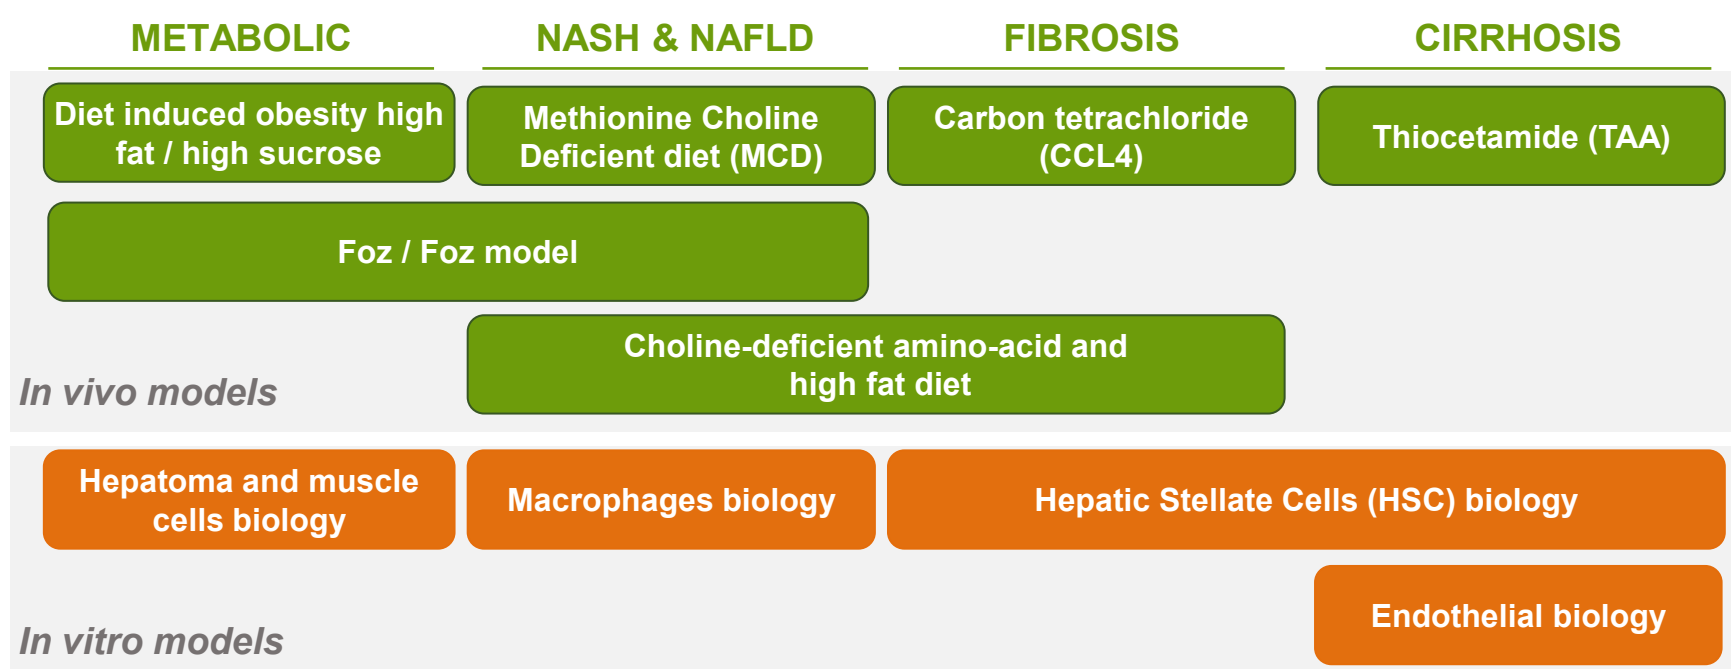 METABOLIC
NASH & NAFLD
FIBROSIS
CIRRHOSIS
Diet induced obesity high
fat / high sucrose
Methionine Choline
Deficient diet (MCD)
Carbon tetrachloride
(CCL4)
Thiocetamide (TAA)
Foz / Foz model
Choline-deficient amino-acid and
high fat diet
In vivo models
Hepatoma and muscle
cells biology
Macrophages biology
Hepatic Stellate Cells (HSC) biology
Endothelial biology
In vitro models